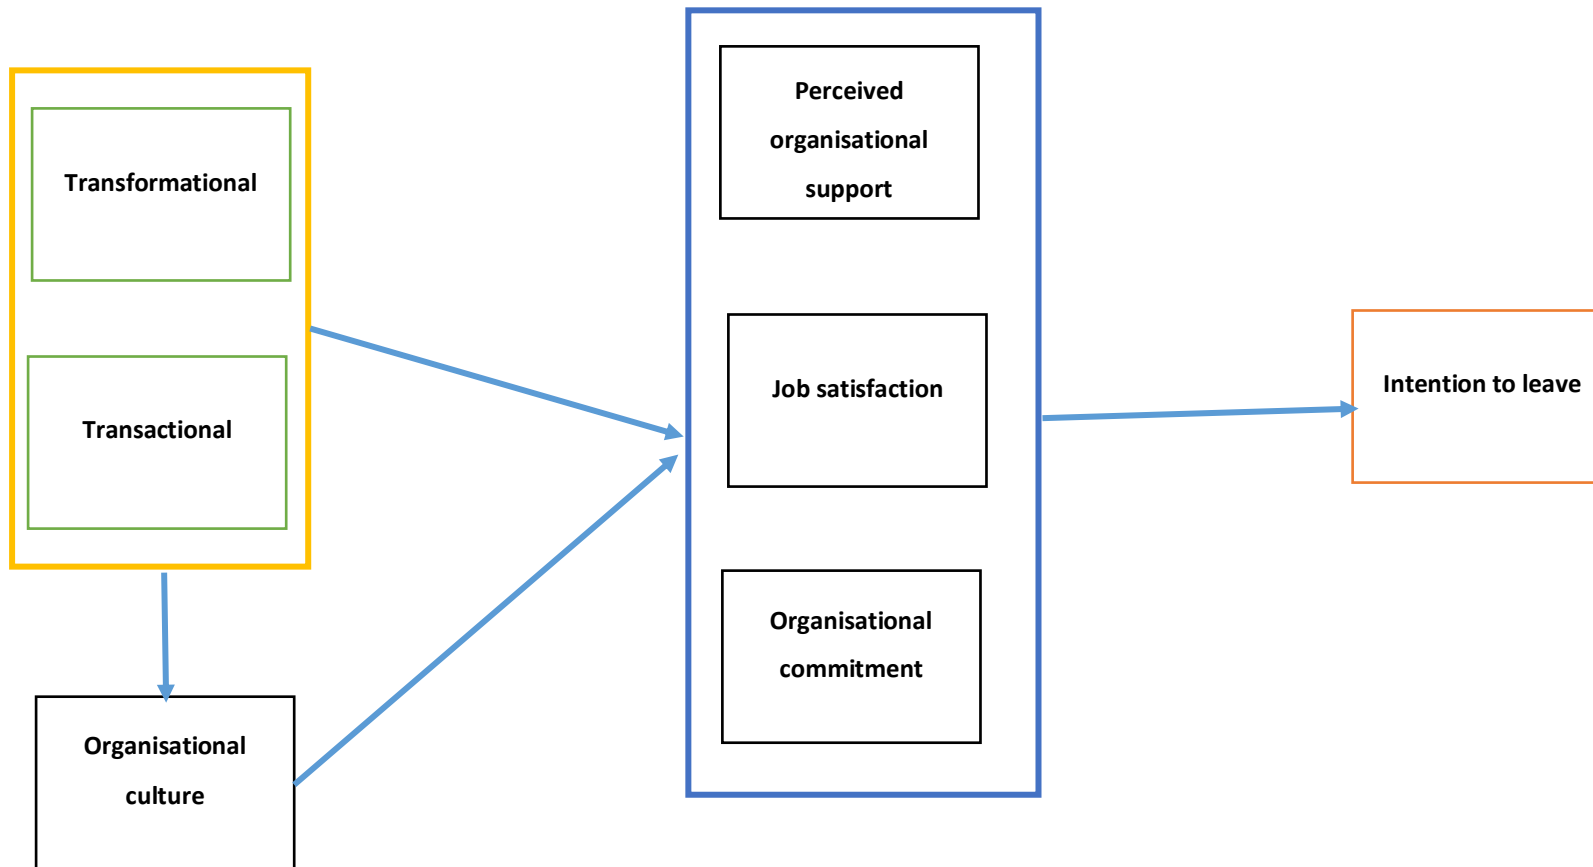 Transformational
Transactional
Organisational
culture
Perceived
organisational
support
Job satisfaction
Organisational
commitment
Intention to leave